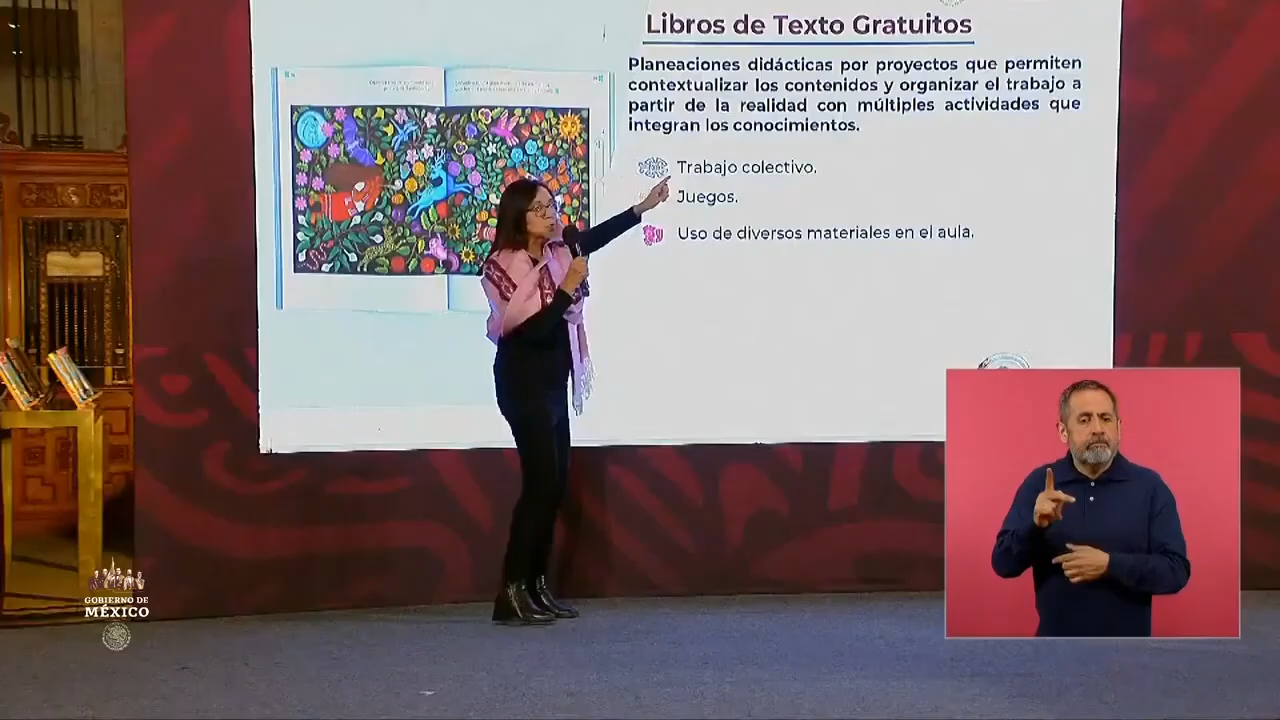 Libros de Texto Gratuitos
Planeaciones didácticas por proyectos que permiten
contextualizar los contenidos y organizar el trabajo a
partir de la realidad con múltiples actividades que
integran los conocimientos.
Trabajo colectivo.
Juegos.
Uso de diversos materiales en el aula.
GOBIERNO DE
MÉXICO